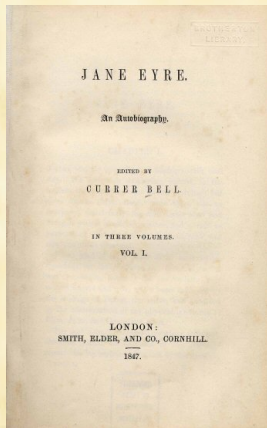 JANE EYRE.
An Autobiography.
EDITED BY
CURRER BELL.
IN THREE VOLUMES.
VOL. I.
LONDON:
SMITH, ELDER, AND CO., CORNHILL.
1847.